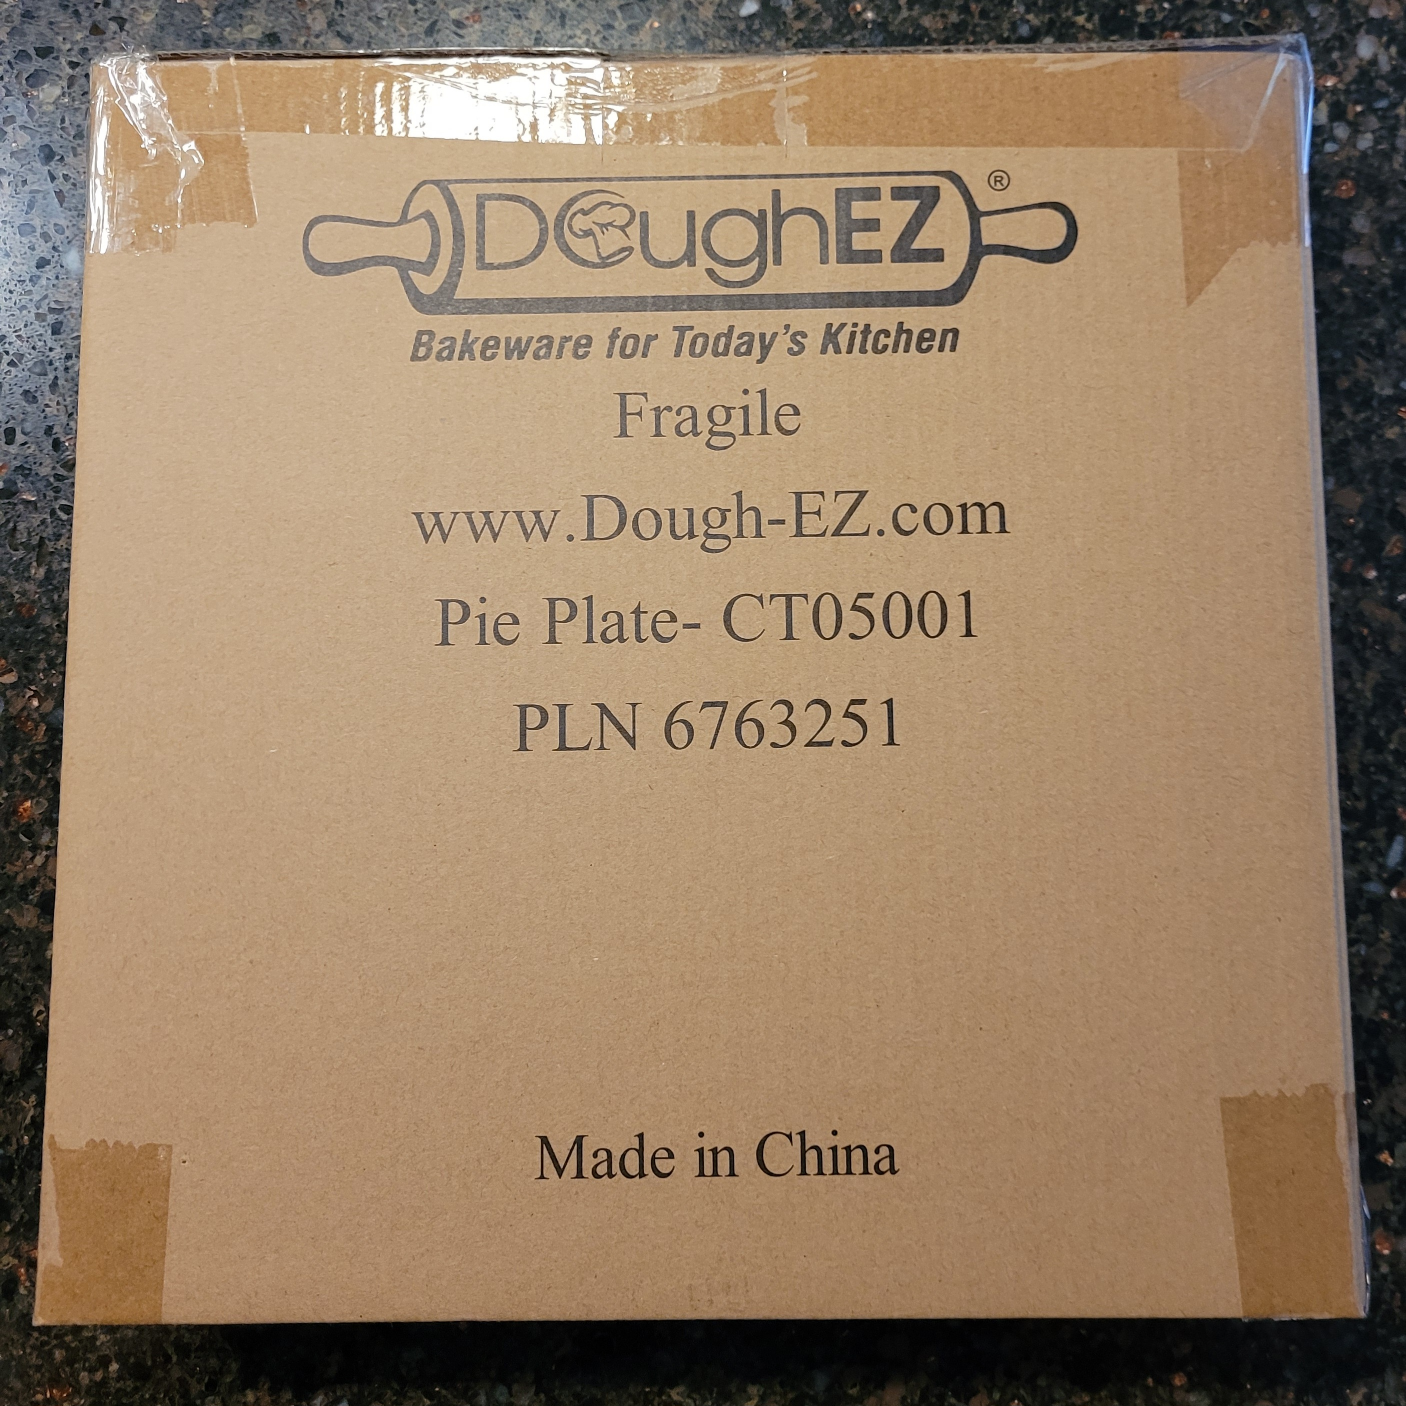 DoughEZ®
Bakeware for Today's Kitchen
Fragile
www.Dough-EZ.com
Pie Plate- CT05001
PLN 6763251
Made in China